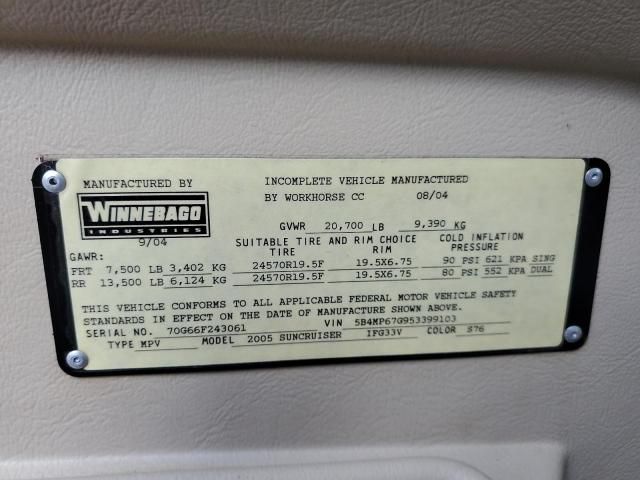 MANUFACTURED BY
WINNEBAGO
INDUSTRIES
9/04
INCOMPLETE VEHICLE MANUFACTURED
BY WORKHORSE CC 08/04
GVWR 20,700 LB 9,390 KG
SUITABLE TIRE AND RIM CHOICE COLD INFLATION
GAWR: TIRE RIM PRESSURE
FRT 7,500 LB 3,402 KG 24570R19.5F 19.5X6.75 90 PSI 621 KPA SING
RR 13,500 LB 6,124 KG 24570R19.5F 19.5X6.75 80 PSI 552 KPA DUAL
THIS VEHICLE CONFORMS TO ALL APPLICABLE FEDERAL MOTOR VEHICLE SAFETY
STANDARDS IN EFFECT ON THE DATE OF MANUFACTURE SHOWN ABOVE.
SERIAL NO. 70G66F243061 VIN 5B4MP67G953399103
TYPE MPV MODEL 2005 SUNCRUISER IFG33V COLOR S76